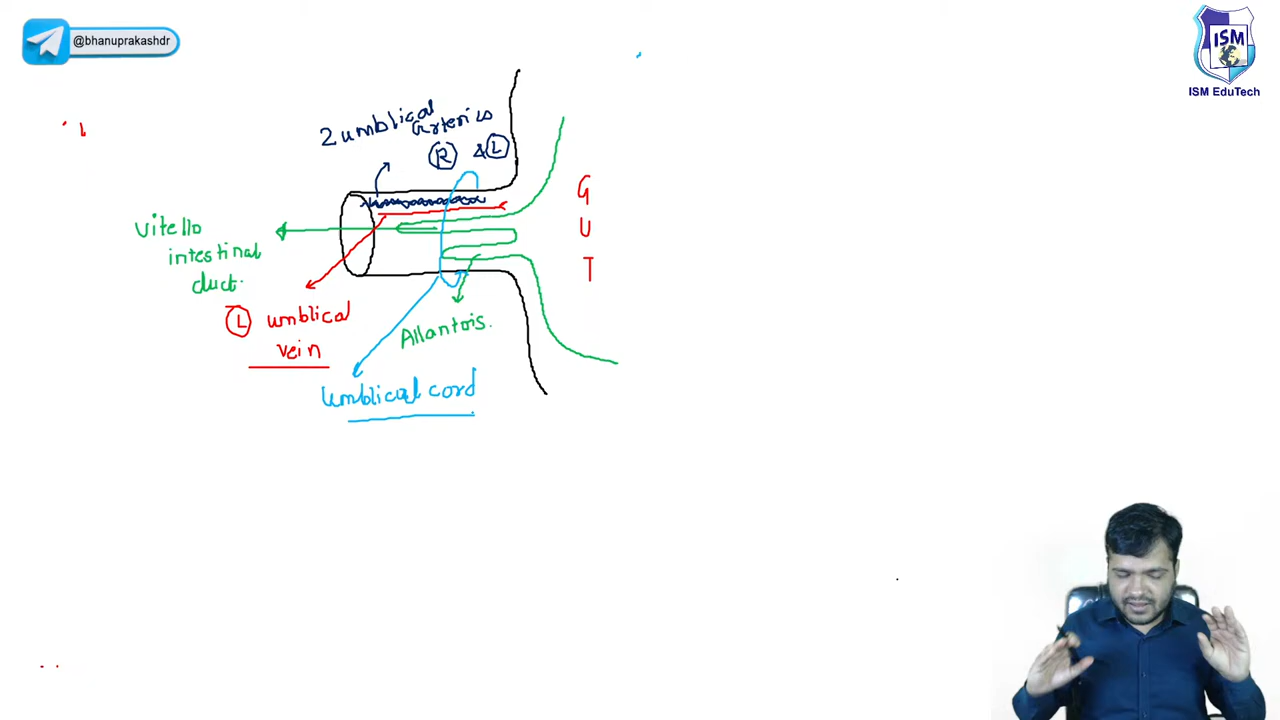 @bhanuprakashdr
ISM
ISM EduTech
2 umblical
arteries
R & L
G
U
T
Vitello
intestinal
duct.
L umblical
vein
Allantois.
Umblical cord